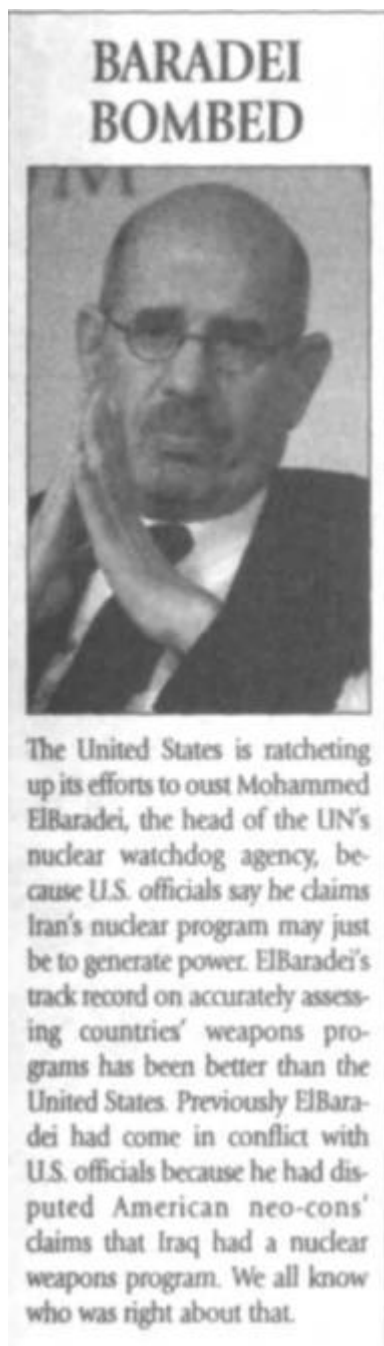 BARADEI
BOMBED
M
The United States is ratcheting
up its efforts to oust Mohammed
ElBaradei, the head of the UN's
nuclear watchdog agency, be-
cause U.S. officials say he claims
Iran's nuclear program may just
be to generate power. ElBaradei's
track record on accurately assess-
ing countries' weapons pro-
grams has been better than the
United States. Previously ElBara-
dei had come in conflict with
U.S. officials because he had dis-
puted American neo-cons'
claims that Iraq had a nuclear
weapons program. We all know
who was right about that.